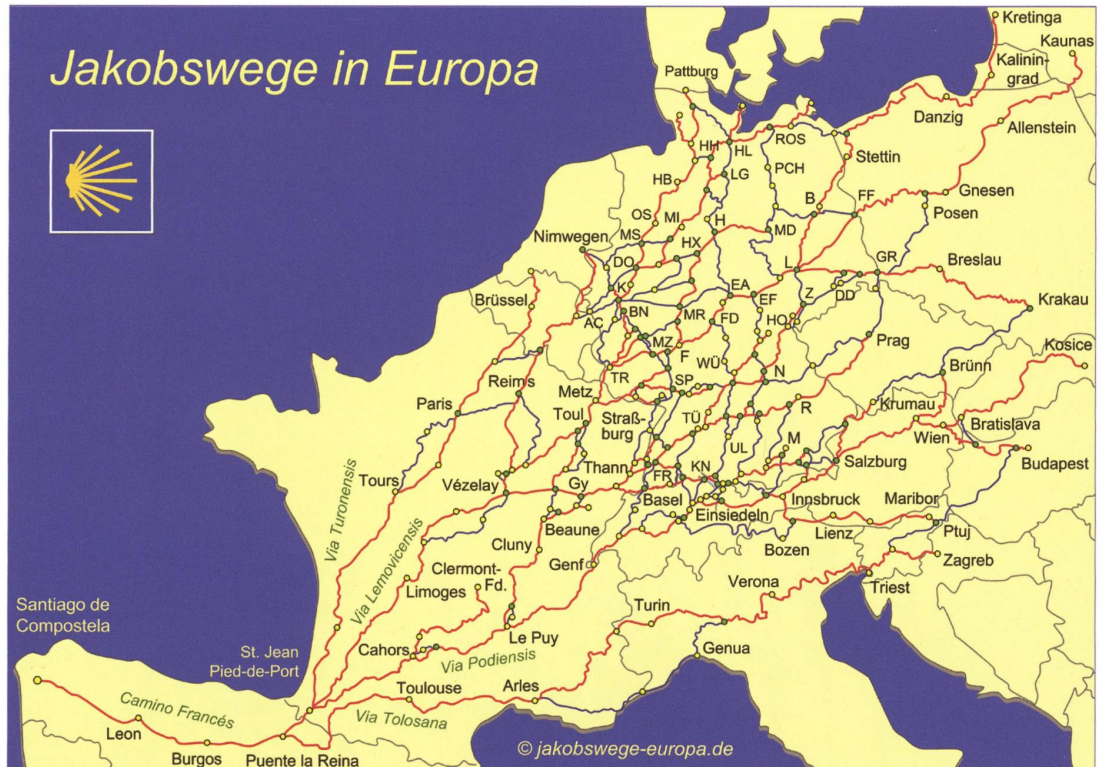 Jakobswege in Europa
Kretinga
Kaunas
Kalinin-
grad
Pattburg
Danzig
Allenstein
HH
HL
ROS
Stettin
HB
LG
PCH
Gnesen
OS
MI
B
FF
Posen
Nimwegen
MS
H
MD
HX
DO
L
GR
Breslau
Brüssel
K
EA
EF
Z
DD
Krakau
AC
BN
MR
FD
HO
Kosice
MZ
F
WÜ
Prag
Brünn
Reims
TR
N
Metz
SP
Paris
Toul
Straß-
burg
TÜ
R
Krumau
Bratislava
Wien
UL
M
Budapest
Thann
KN
Salzburg
Tours
Vézelay
Gy
FR
Basel
Innsbruck
Maribor
Via Turonensis
Beaune
Einsiedeln
Lienz
Ptuj
Cluny
Bozen
Via Lemovicensis
Clermont-
Fd.
Genf
Zagreb
Limoges
Verona
Triest
Santiago de
Compostela
Turin
St. Jean
Pied-de-Port
Cahors
Le Puy
Via Podiensis
Genua
Camino Francés
Toulouse
Arles
Via Tolosana
Leon
Burgos
Puente la Reina
© jakobswege-europa.de